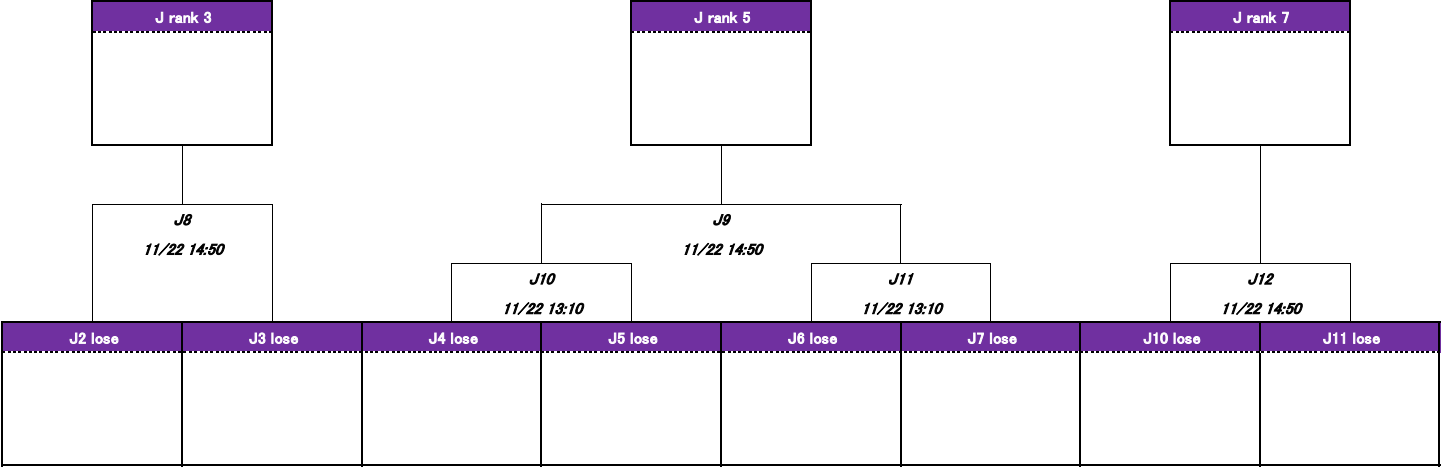 J rank 3
J rank 5
J rank 7
J8
11/22 14:50
J9
11/22 14:50
J10
11/22 13:10
J11
11/22 13:10
J12
11/22 14:50
J2 lose
J3 lose
J4 lose
J5 lose
J6 lose
J7 lose
J10 lose
J11 lose